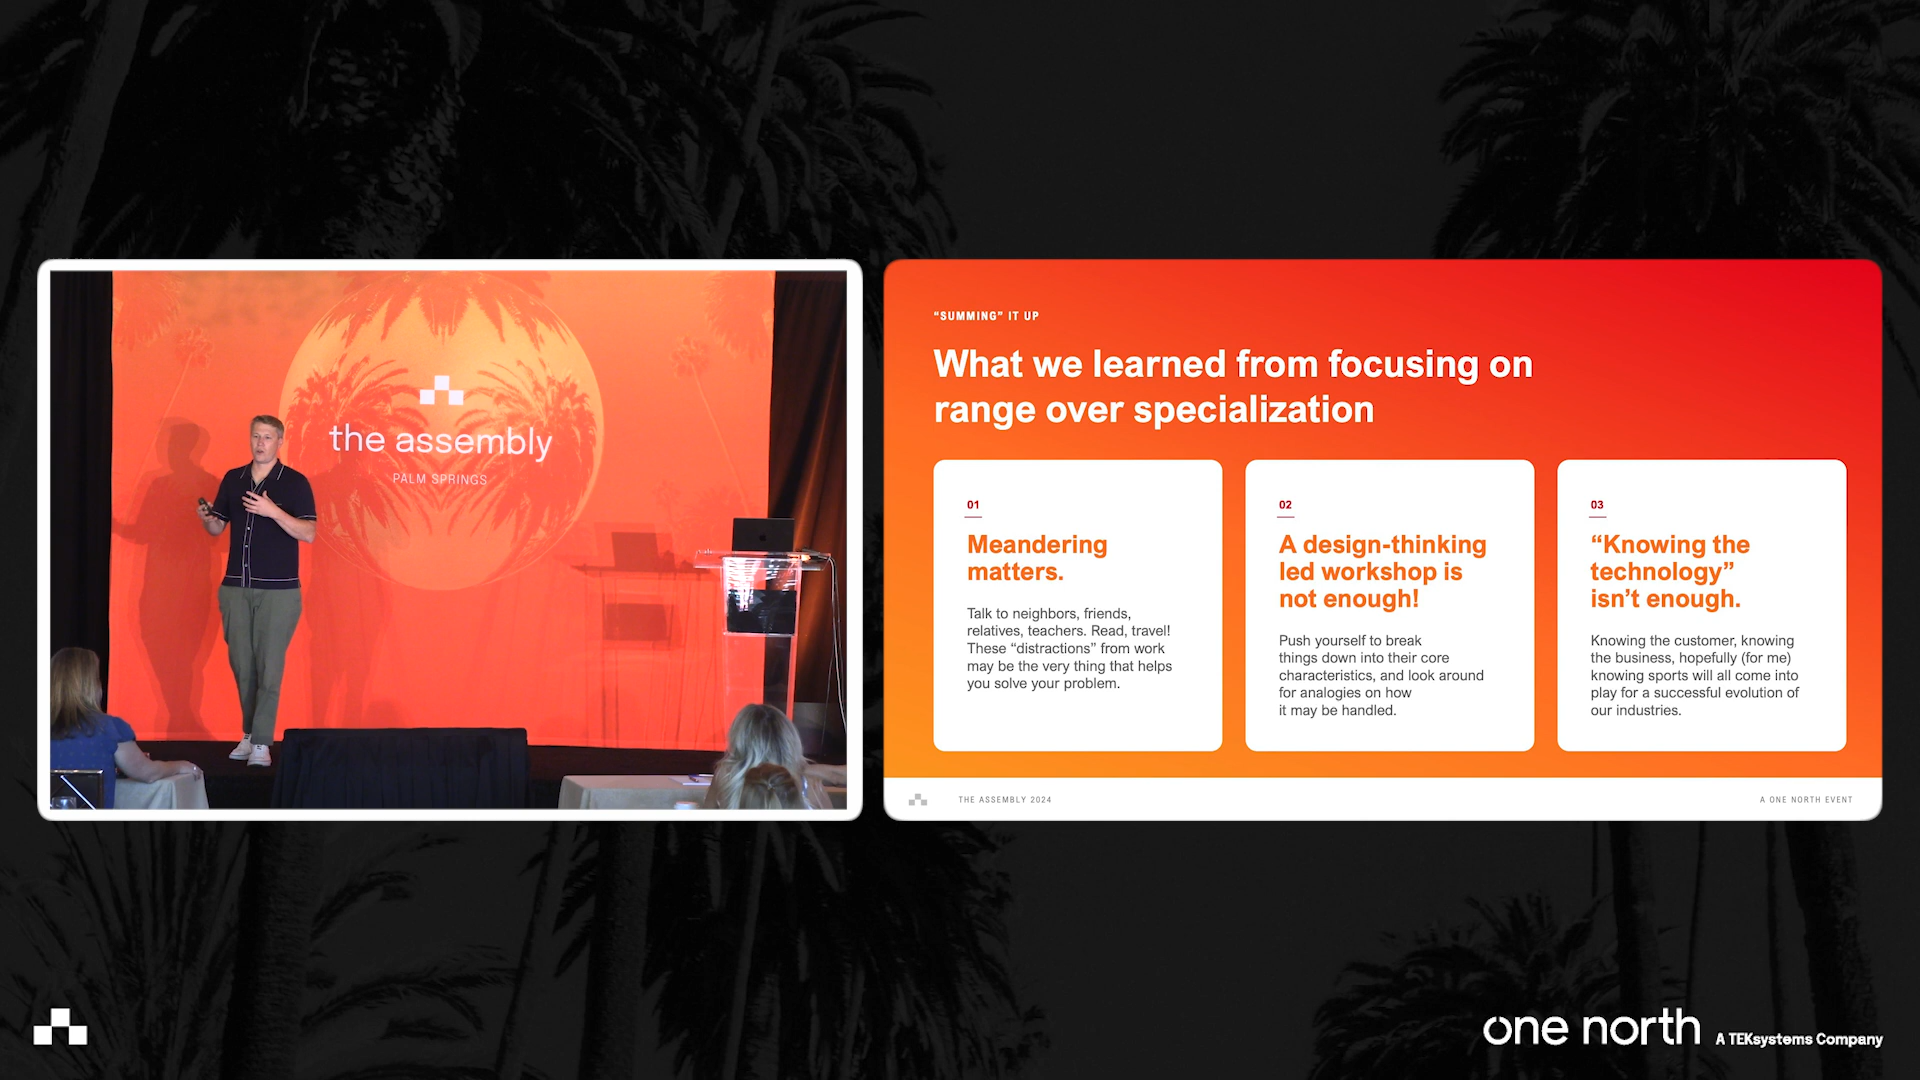 the assembly
PALM SPRINGS
“SUMMING” IT UP
What we learned from focusing on
range over specialization
01
Meandering
matters.
Talk to neighbors, friends,
relatives, teachers. Read, travel!
These “distractions” from work
may be the very thing that helps
you solve your problem.
02
A design-thinking
led workshop is
not enough!
Push yourself to break
things down into their core
characteristics, and look around
for analogies on how
it may be handled.
03
“Knowing the
technology”
isn’t enough.
Knowing the customer, knowing
the business, hopefully (for me)
knowing sports will all come into
play for a successful evolution of
our industries.
THE ASSEMBLY 2024
A ONE NORTH EVENT
one north
A TEKsystems Company